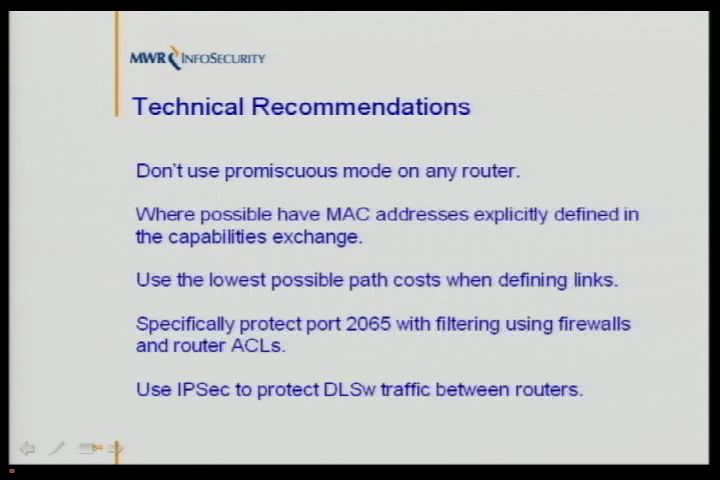 MWR INFOSECURITY
Technical Recommendations
Don't use promiscuous mode on any router.
Where possible have MAC addresses explicitly defined in
the capabilities exchange.
Use the lowest possible path costs when defining links.
Specifically protect port 2065 with filtering using firewalls
and router ACLs.
Use IPSec to protect DLSw traffic between routers.